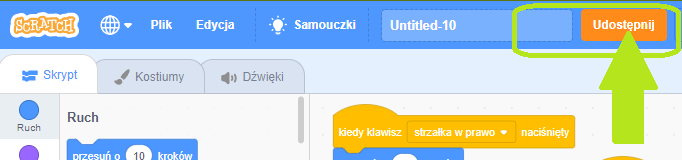 SCRATCH Plik Edycja Samouczki Untitled-10 Udostępnij
Skrypt Kostiumy Dźwięki
Ruch Ruch
kiedy klawisz strzałka w prawo naciśnięty
przesuń o 10 kroków